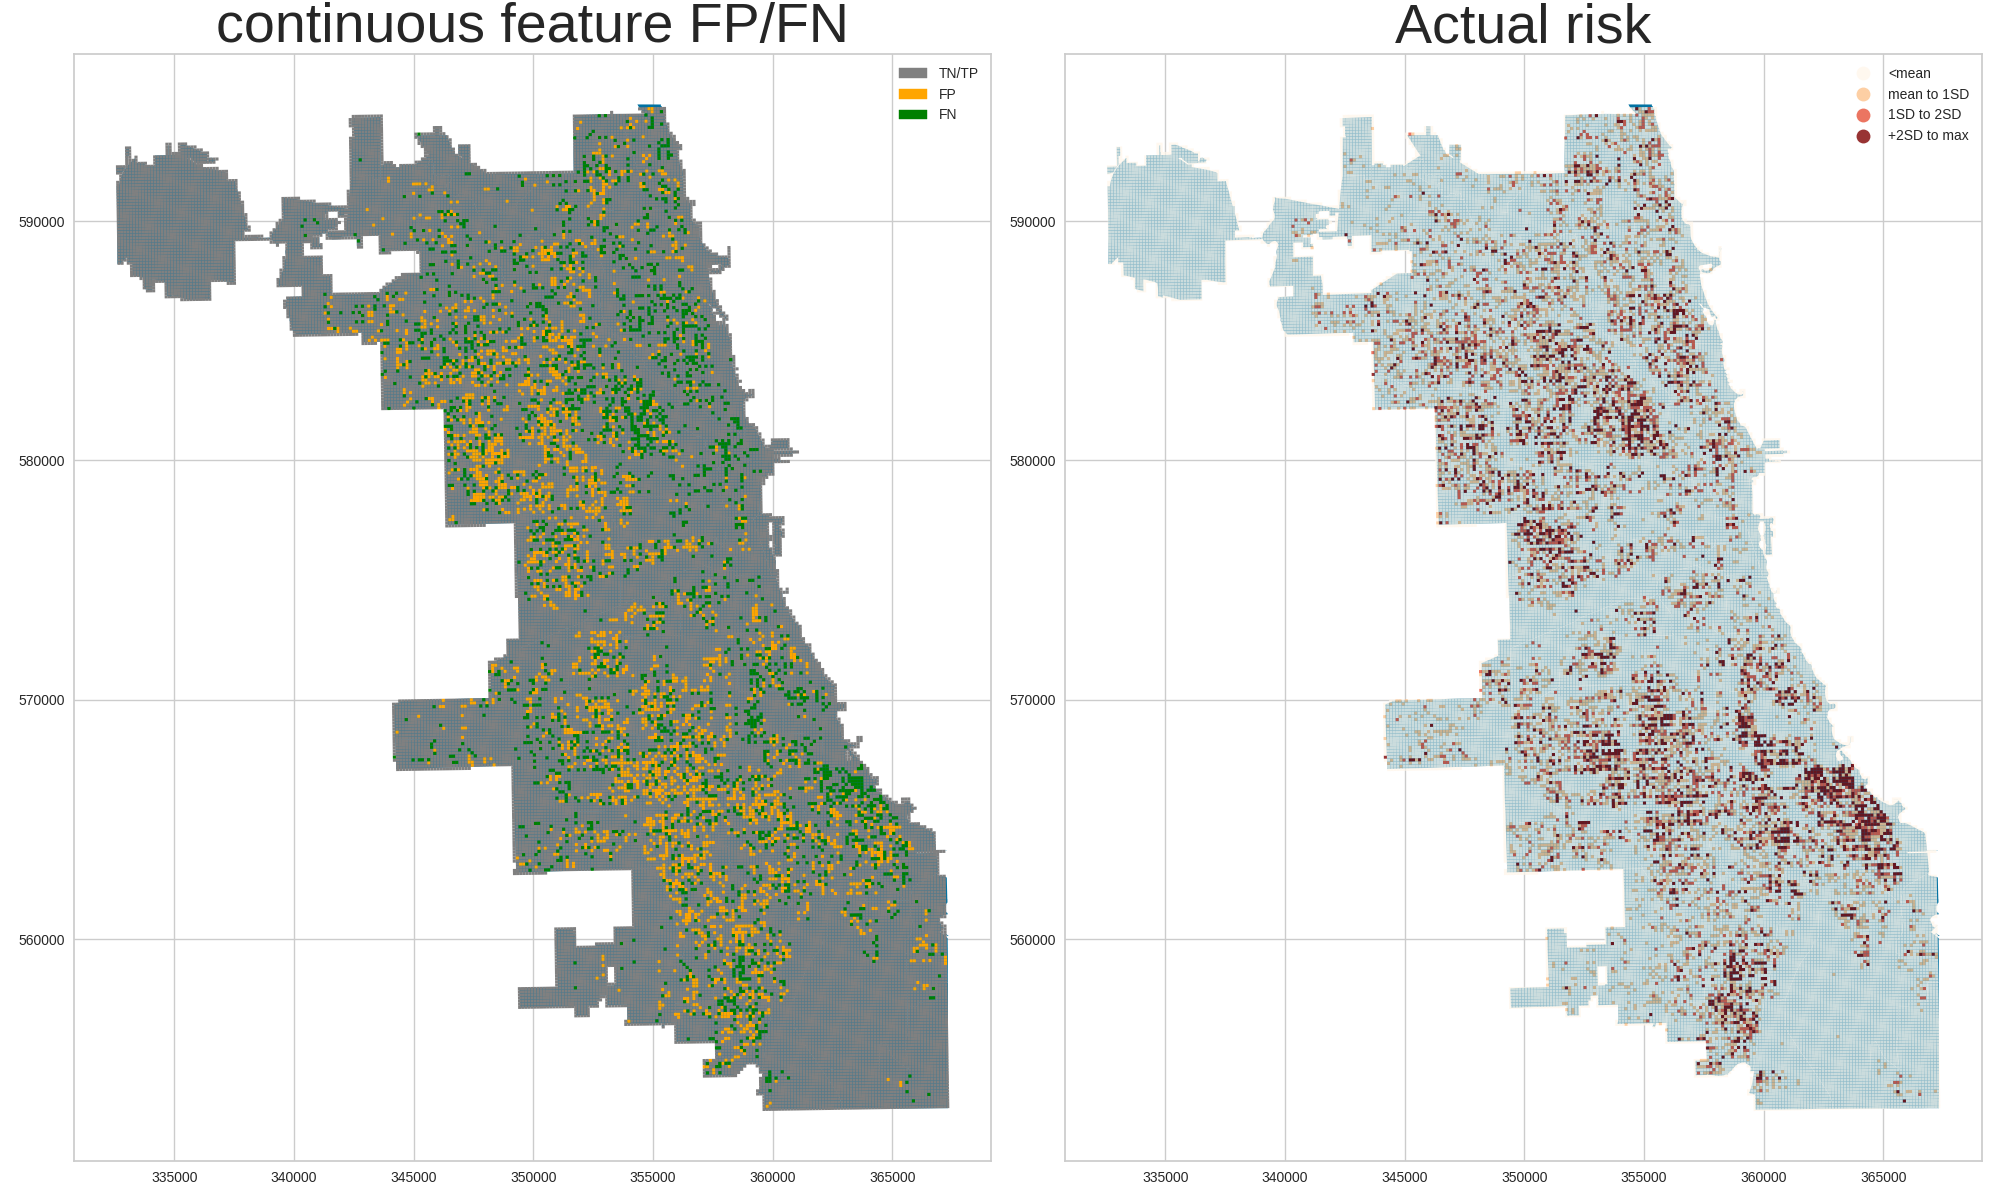 continuous feature FP/FN
TN/TP
FP
FN
590000
580000
570000
560000
335000 340000 345000 350000 355000 360000 365000
Actual risk
<mean
mean to 1SD
1SD to 2SD
+2SD to max
590000
580000
570000
560000
335000 340000 345000 350000 355000 360000 365000